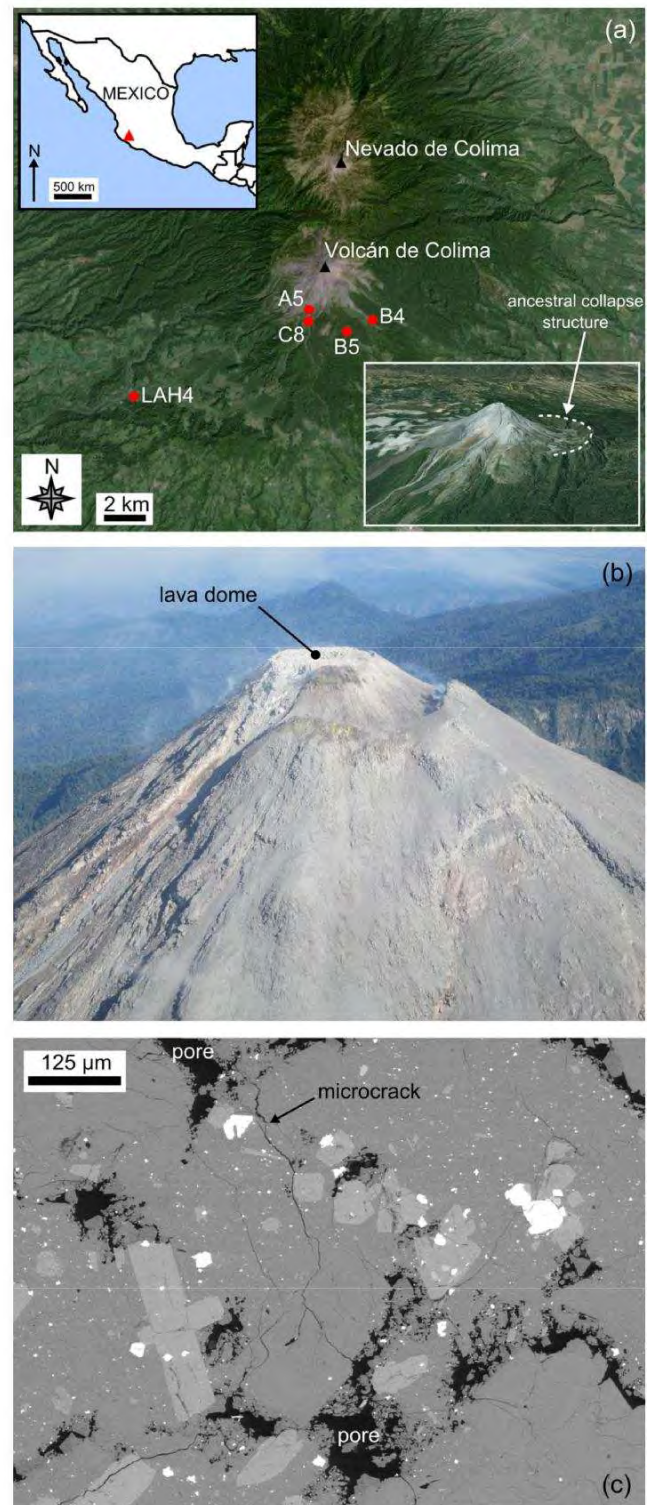 (a)
MEXICO
N
500 km
Nevado de Colima
Volcán de Colima
A5
C8
B4
B5
LAH4
ancestral collapse
structure
N
2 km
(b)
lava dome
125 µm
pore
microcrack
pore
(c)